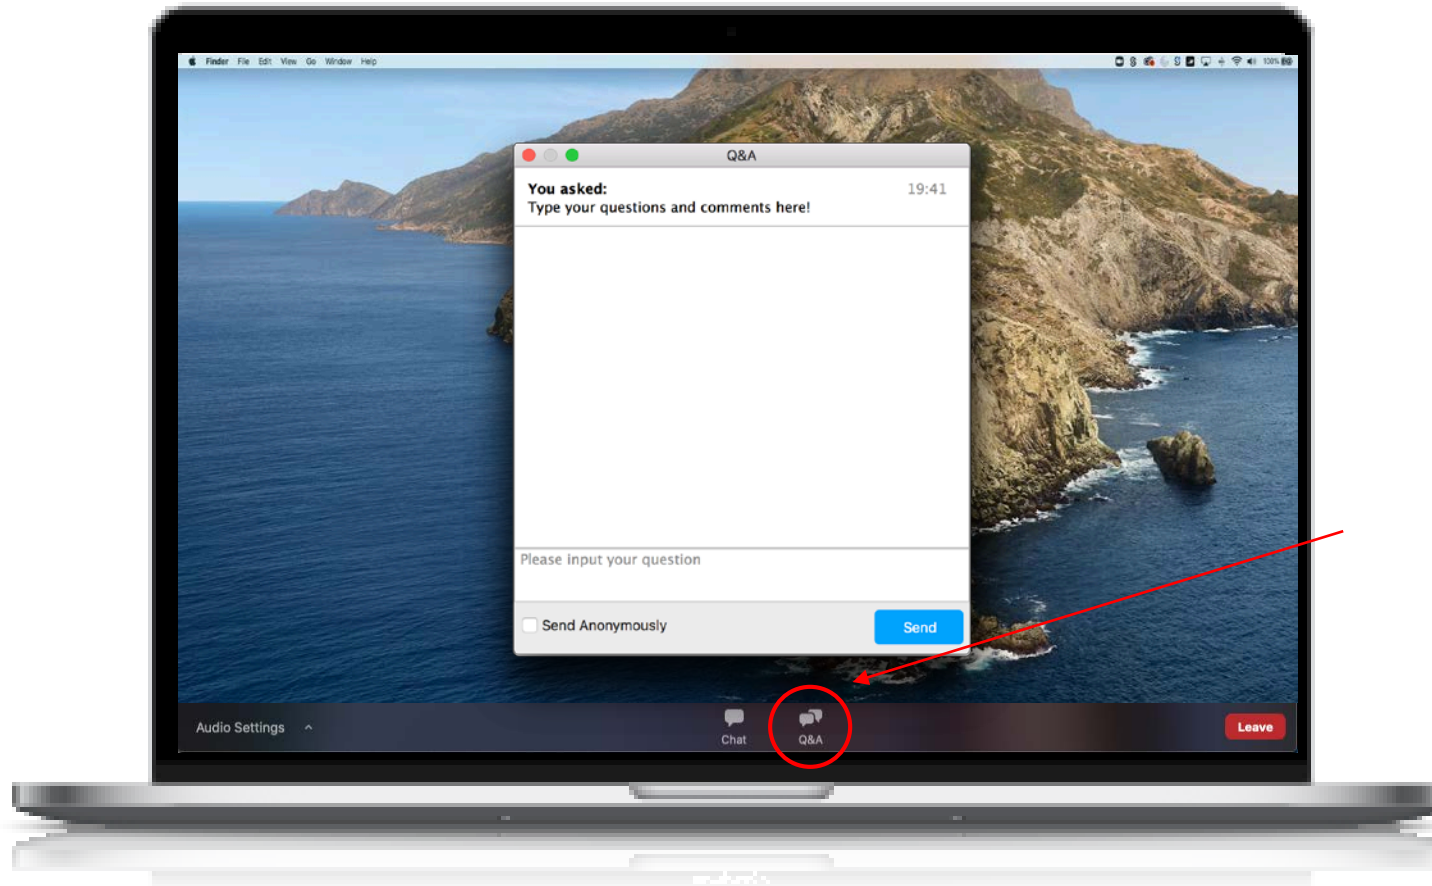 Finder File Edit View Go Window Help
100%
Q&A
You asked:
19:41
Type your questions and comments here!
Please input your question
Send Anonymously
Send
Audio Settings
Chat
Q&A
Leave